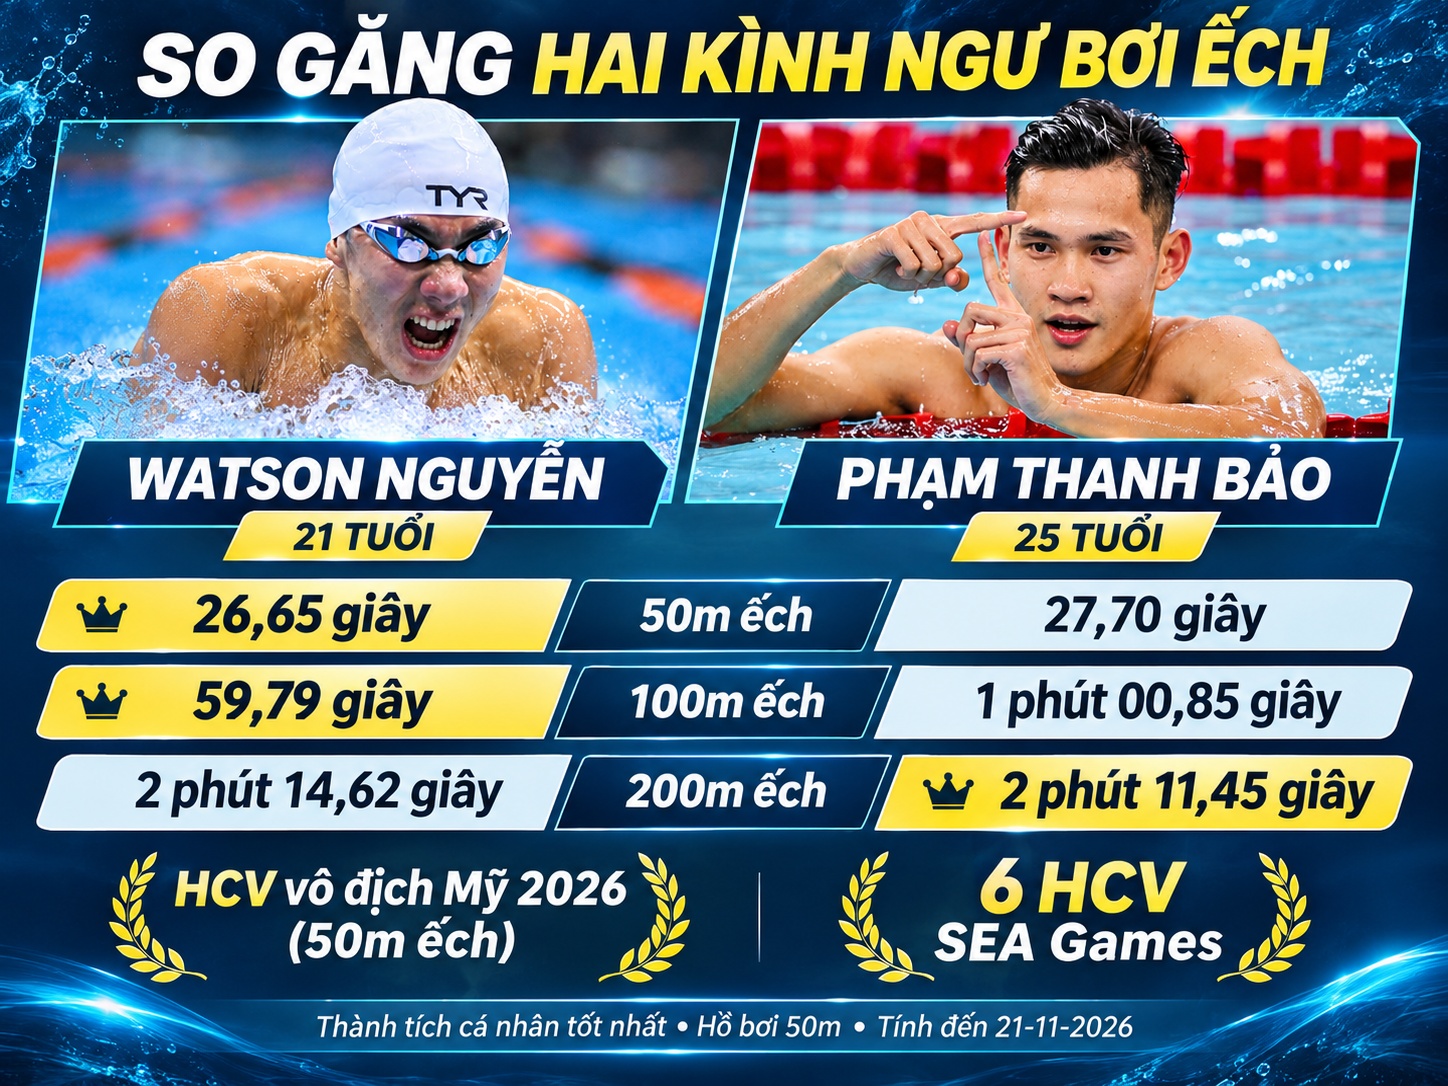 SO GĂNG HAI KÌNH NGƯ BƠI ẾCH
TYR
WATSON NGUYỄN
21 TUỔI
PHẠM THANH BẢO
25 TUỔI
26,65 giây
50m ếch
27,70 giây
59,79 giây
100m ếch
1 phút 00,85 giây
2 phút 14,62 giây
200m ếch
2 phút 11,45 giây
HCV vô địch Mỹ 2026
(50m ếch)
6 HCV
SEA Games
Thành tích cá nhân tốt nhất • Hồ bơi 50m • Tính đến 21-11-2026